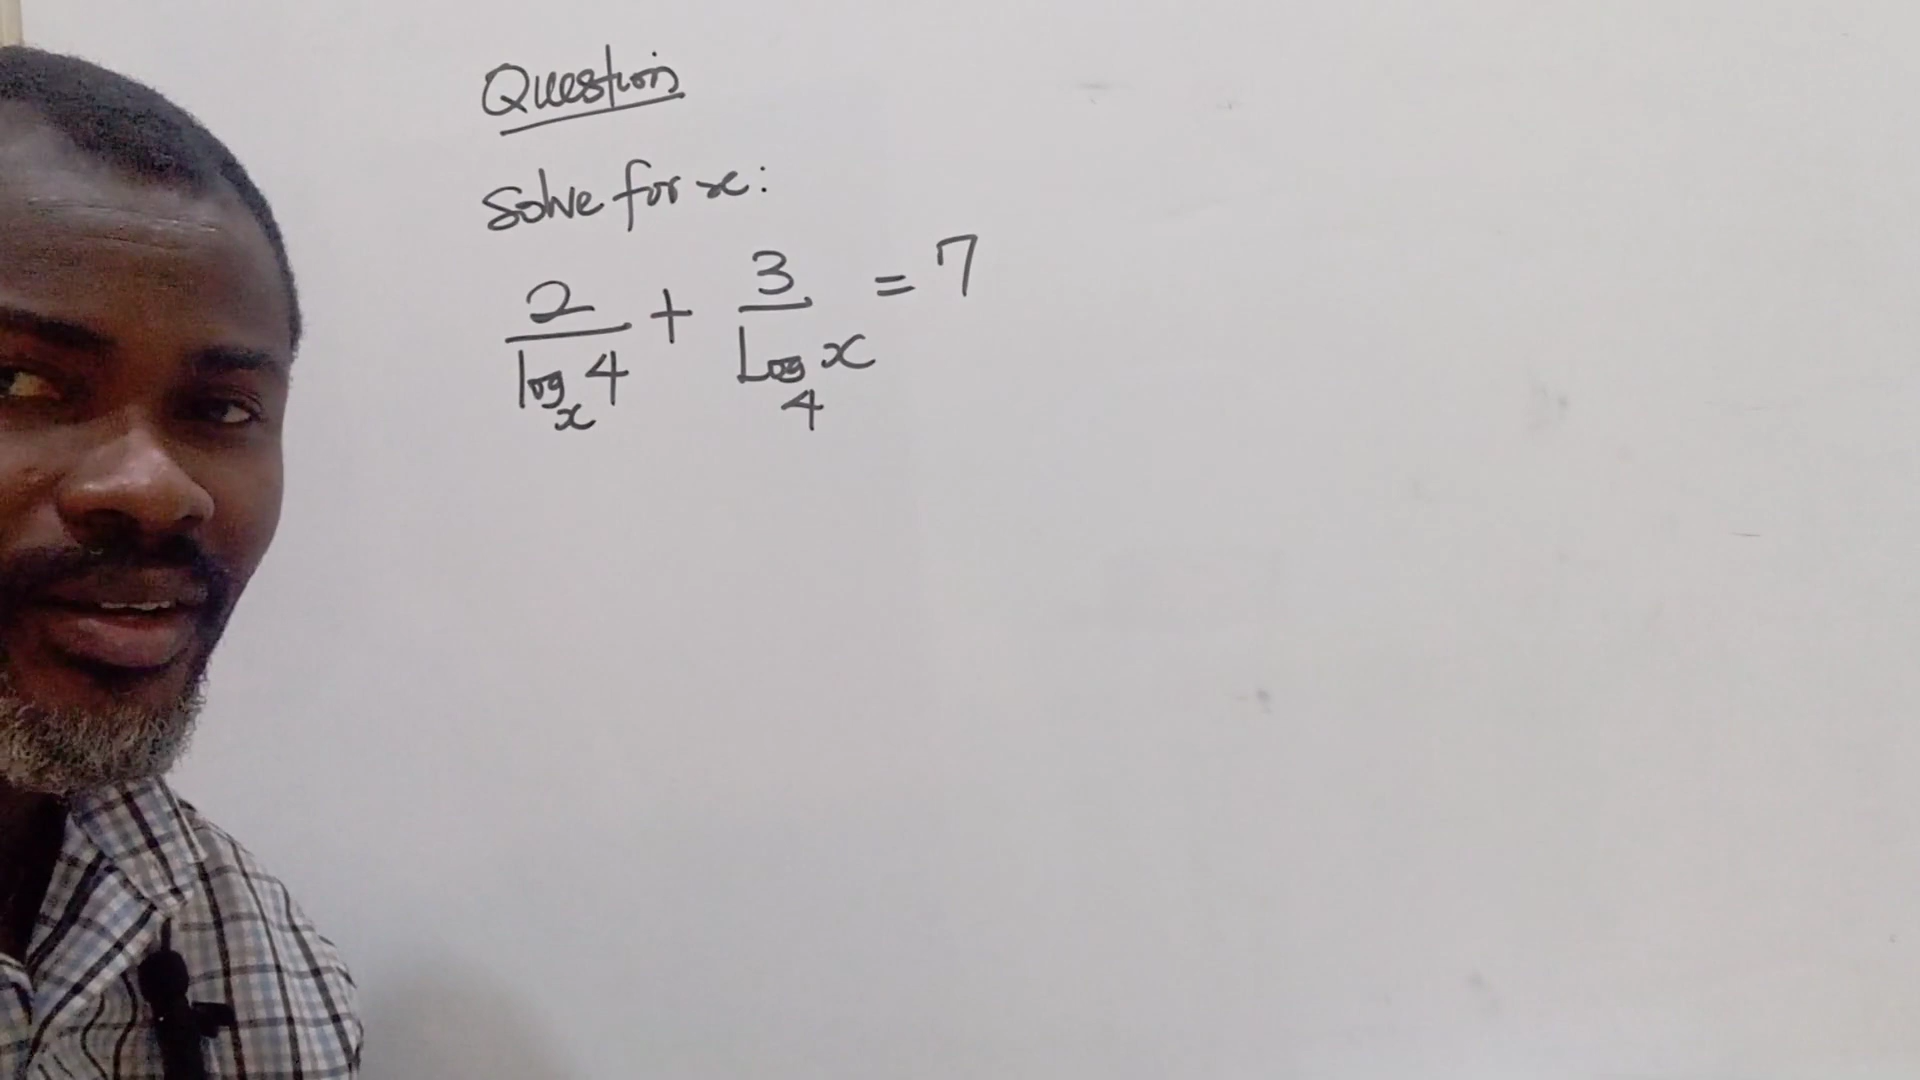 Question
Solve for x:
2/log_x 4 + 3/Log_4 x = 7